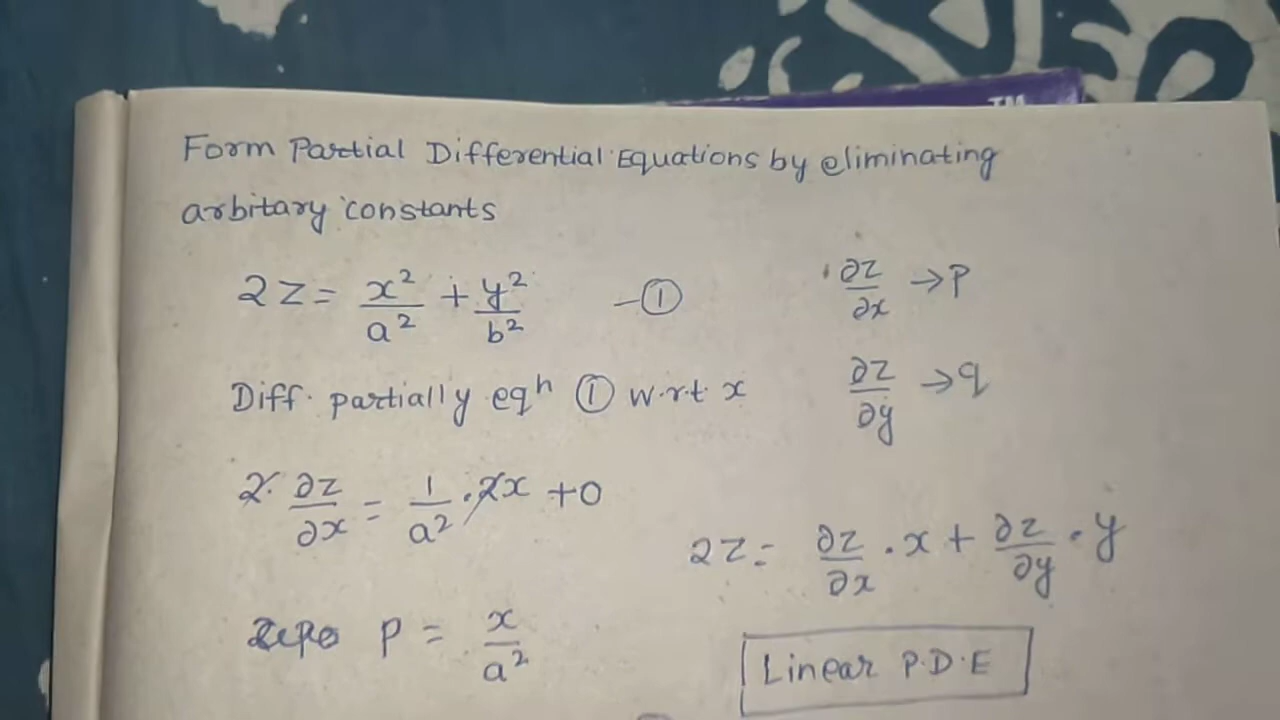 TM
Form Partial Differential Equations by eliminating
arbitary constants
2z = x²/a² + y²/b² —①
∂z/∂x → p
∂z/∂y → q
Diff. partially eqⁿ ① w.r.t. x
2. ∂z/∂x = 1/a² . 2x + 0
p = x/a²
2z = ∂z/∂x . x + ∂z/∂y . y
Linear P.D.E